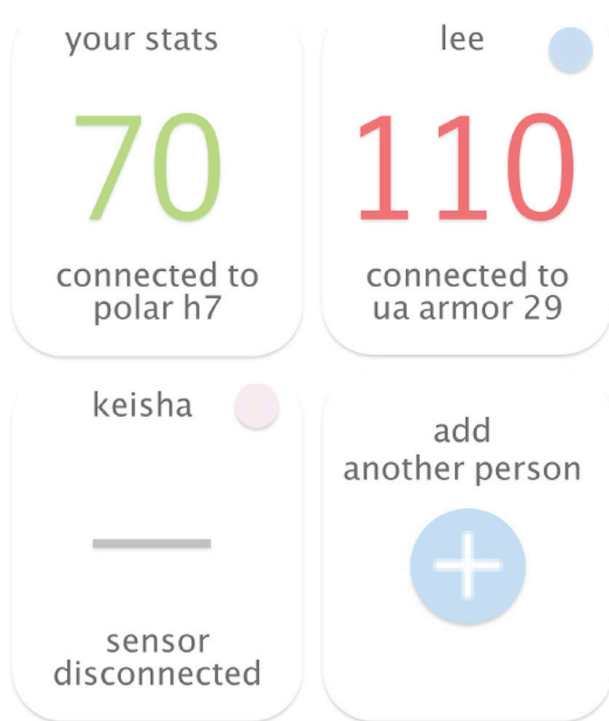 your stats
70
connected to
polar h7
lee
110
connected to
ua armor 29
keisha
sensor
disconnected
add
another person